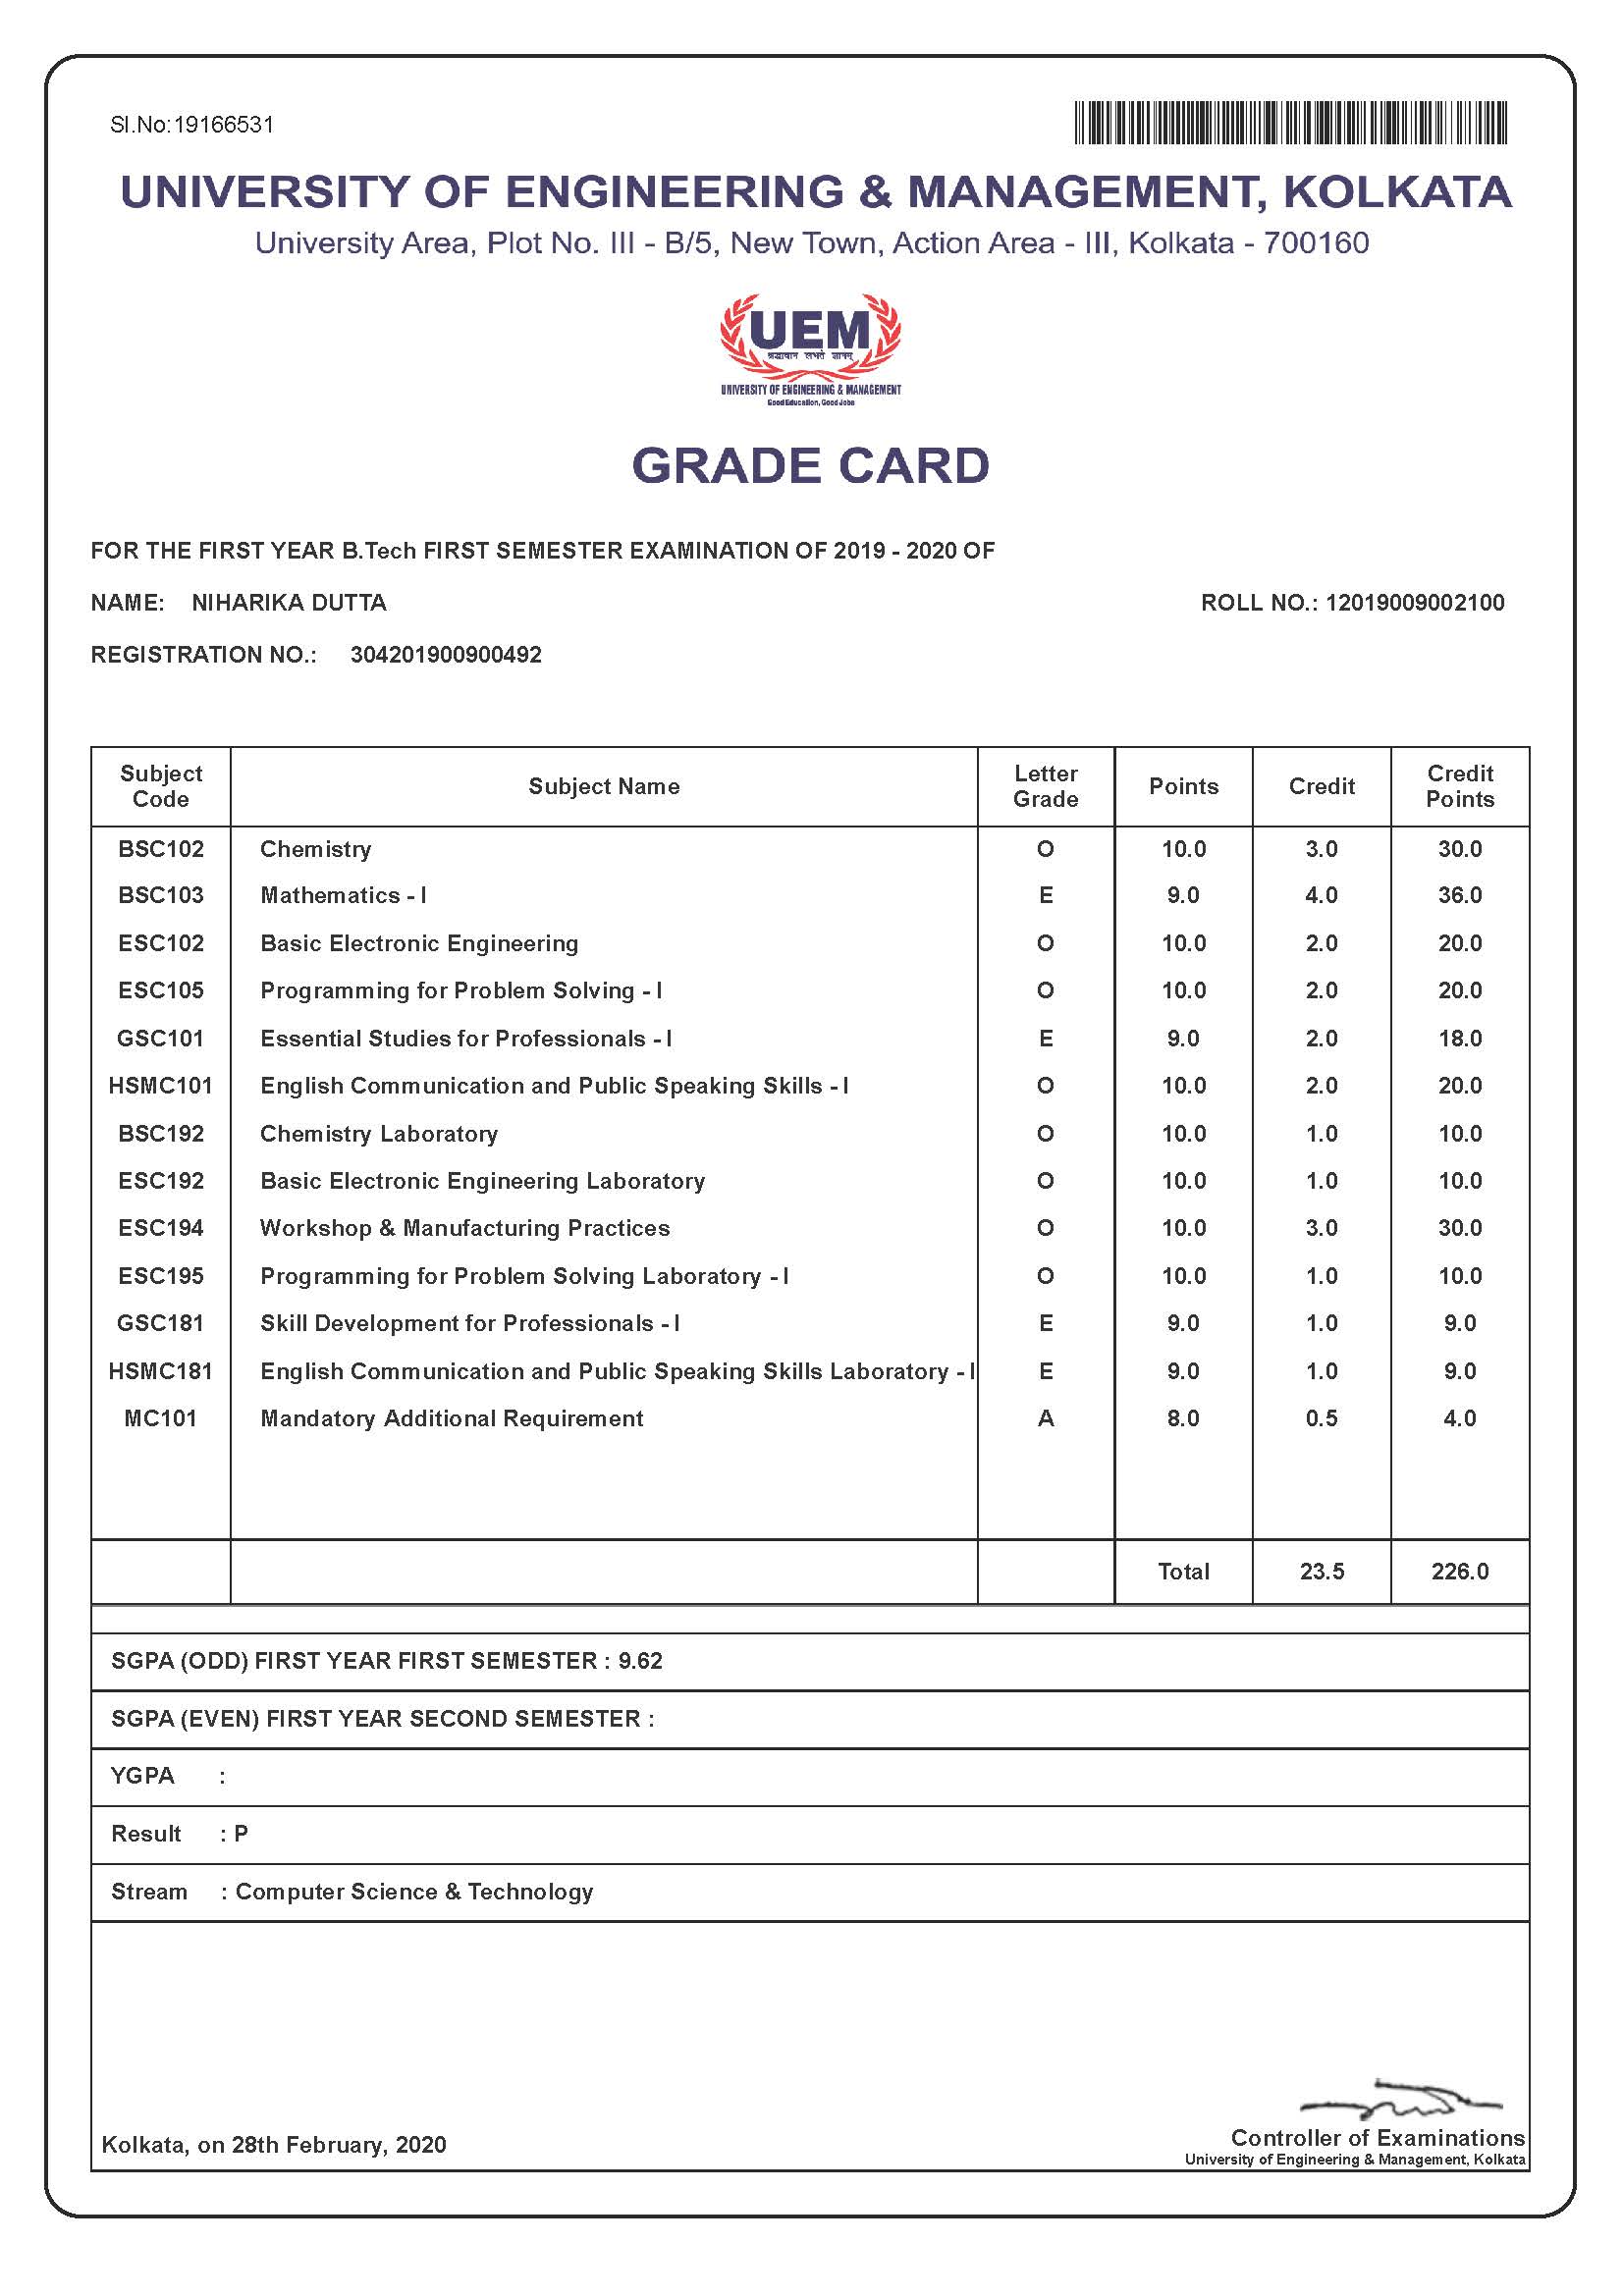 Sl.No:19166531
UNIVERSITY OF ENGINEERING & MANAGEMENT, KOLKATA
University Area, Plot No. III - B/5, New Town, Action Area - III, Kolkata - 700160
UEM
श्रद्धावान लभते ज्ञानम्
UNIVERSITY OF ENGINEERING & MANAGEMENT
Good Education, Good Jobs
GRADE CARD
FOR THE FIRST YEAR B.Tech FIRST SEMESTER EXAMINATION OF 2019 - 2020 OF
NAME: NIHARIKA DUTTA ROLL NO.: 12019009002100
REGISTRATION NO.: 304201900900492
Subject Code Subject Name Letter Grade Points Credit Credit Points
BSC102 Chemistry O 10.0 3.0 30.0
BSC103 Mathematics - I E 9.0 4.0 36.0
ESC102 Basic Electronic Engineering O 10.0 2.0 20.0
ESC105 Programming for Problem Solving - I O 10.0 2.0 20.0
GSC101 Essential Studies for Professionals - I E 9.0 2.0 18.0
HSMC101 English Communication and Public Speaking Skills - I O 10.0 2.0 20.0
BSC192 Chemistry Laboratory O 10.0 1.0 10.0
ESC192 Basic Electronic Engineering Laboratory O 10.0 1.0 10.0
ESC194 Workshop & Manufacturing Practices O 10.0 3.0 30.0
ESC195 Programming for Problem Solving Laboratory - I O 10.0 1.0 10.0
GSC181 Skill Development for Professionals - I E 9.0 1.0 9.0
HSMC181 English Communication and Public Speaking Skills Laboratory - I E 9.0 1.0 9.0
MC101 Mandatory Additional Requirement A 8.0 0.5 4.0
Total 23.5 226.0
SGPA (ODD) FIRST YEAR FIRST SEMESTER : 9.62
SGPA (EVEN) FIRST YEAR SECOND SEMESTER :
YGPA :
Result : P
Stream : Computer Science & Technology
Kolkata, on 28th February, 2020
Controller of Examinations
University of Engineering & Management, Kolkata